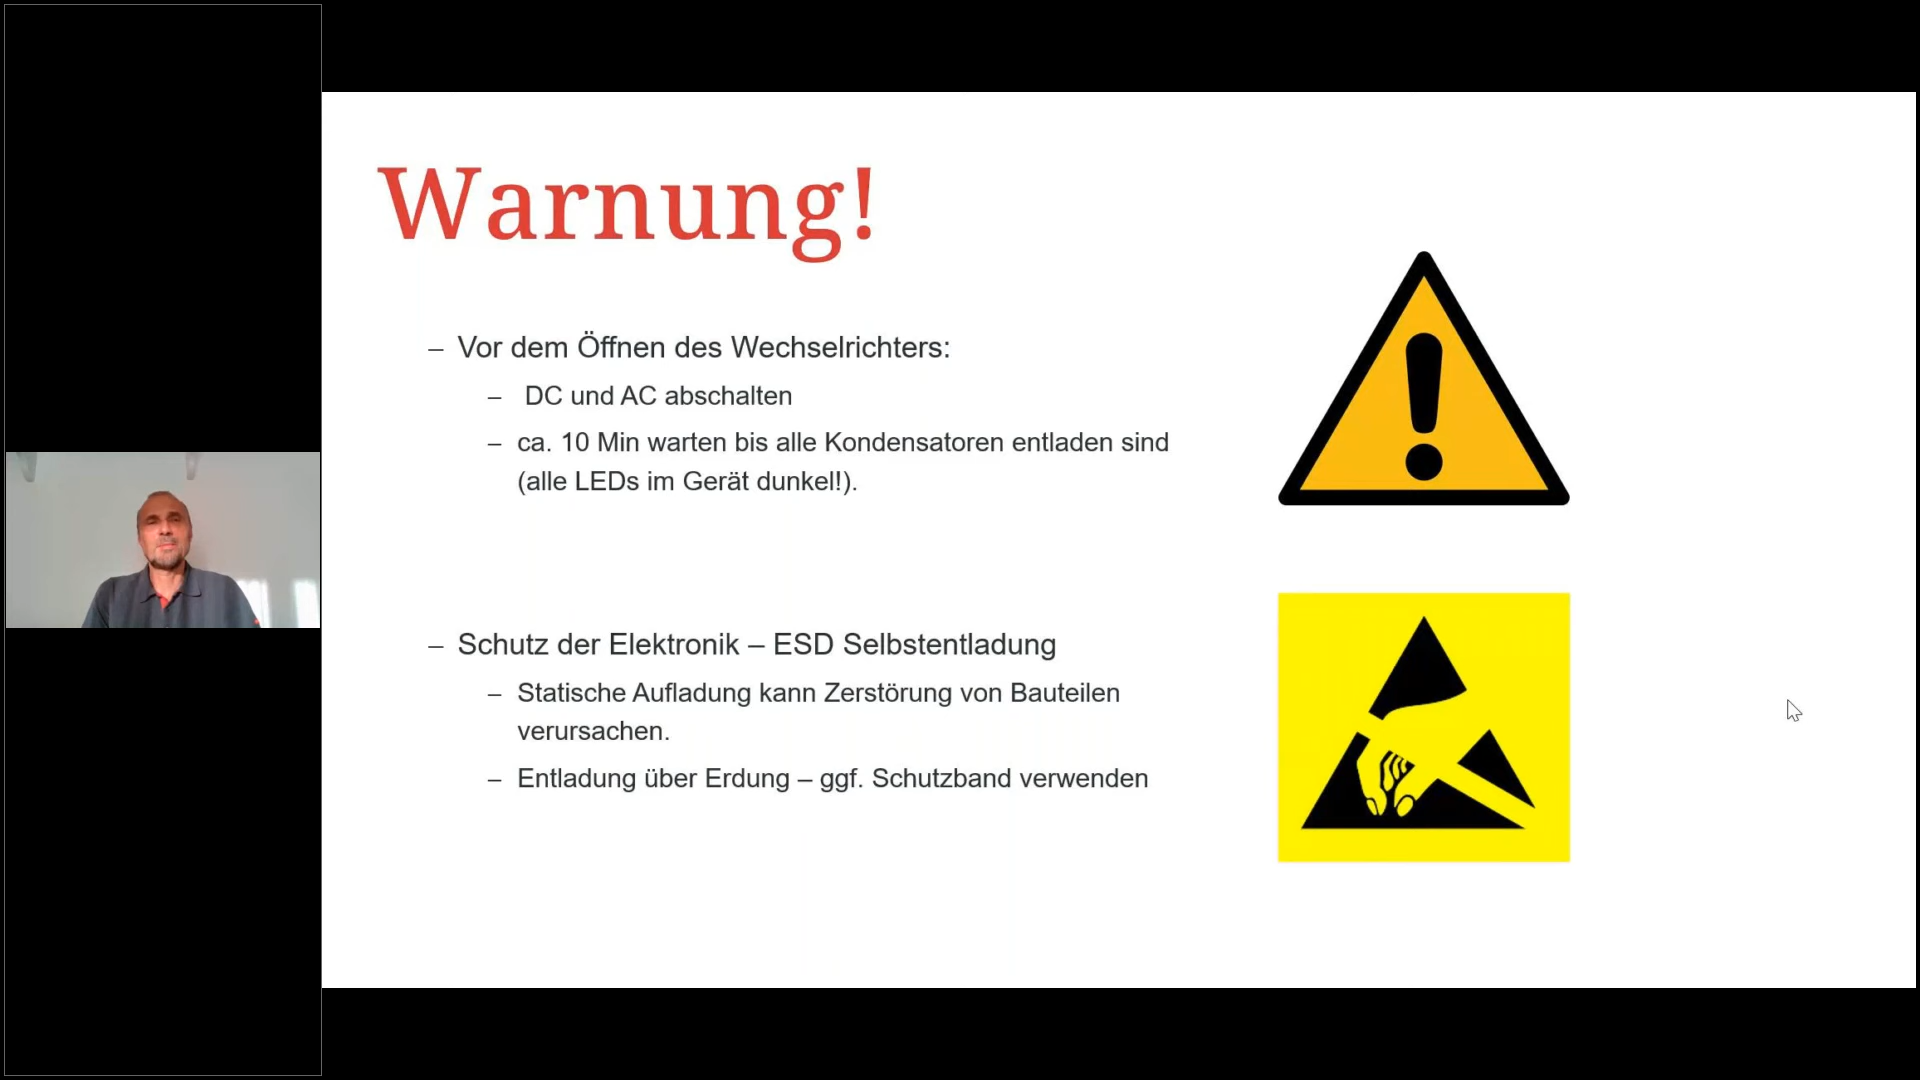 Warnung!
– Vor dem Öffnen des Wechselrichters:
– DC und AC abschalten
– ca. 10 Min warten bis alle Kondensatoren entladen sind
(alle LEDs im Gerät dunkel!).
– Schutz der Elektronik – ESD Selbstentladung
– Statische Aufladung kann Zerstörung von Bauteilen
verursachen.
– Entladung über Erdung – ggf. Schutzband verwenden